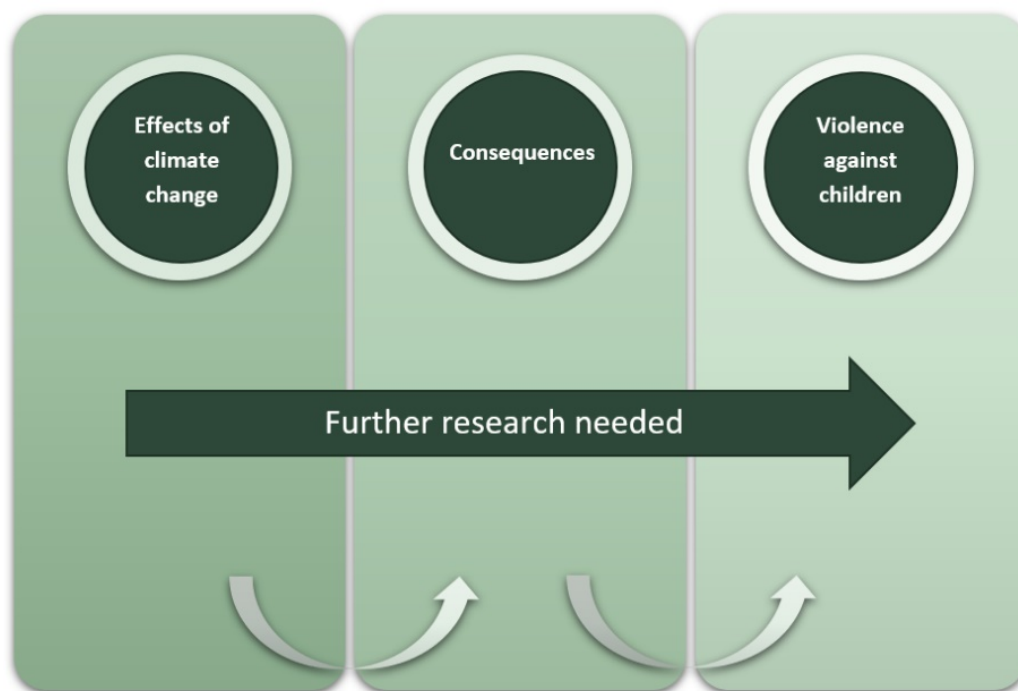 Effects of
climate
change
Consequences
Violence
against
children
Further research needed